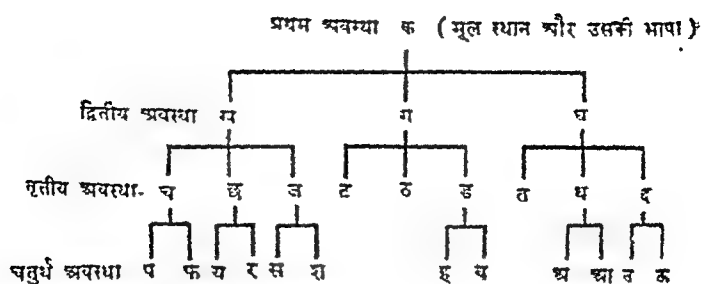 प्रथम अवस्था क (मूल स्थान और उसकी भाषा)
द्वितीय अवस्था ख ग घ
तृतीय अवस्था- च छ ज ट ठ ड त थ द
चतुर्थ अवस्था प फ य र स श इ ष अ आ उ ऊ